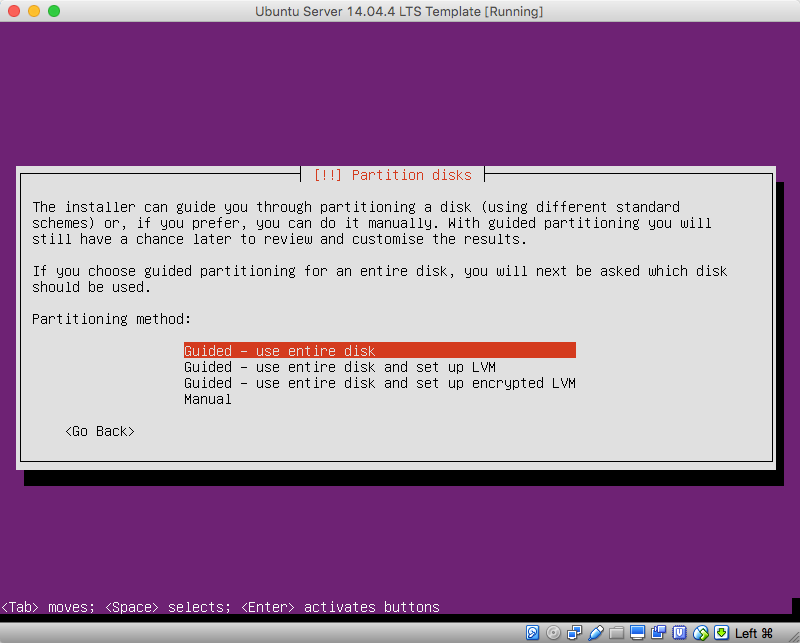 Ubuntu Server 14.04.4 LTS Template [Running]
[!!] Partition disks
The installer can guide you through partitioning a disk (using different standard
schemes) or, if you prefer, you can do it manually. With guided partitioning you will
still have a chance later to review and customise the results.
If you choose guided partitioning for an entire disk, you will next be asked which disk
should be used.
Partitioning method:
Guided - use entire disk
Guided - use entire disk and set up LVM
Guided - use entire disk and set up encrypted LVM
Manual
<Go Back>
<Tab> moves; <Space> selects; <Enter> activates buttons
Left ⌘